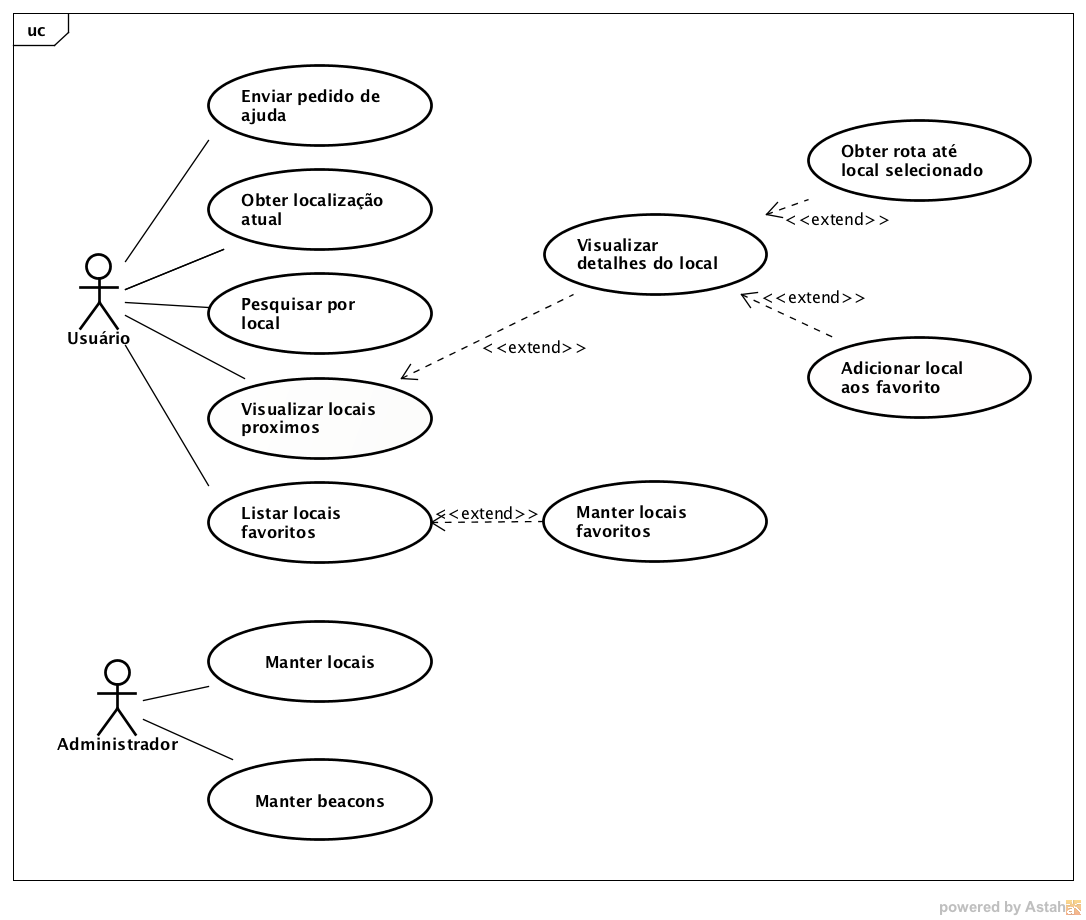 uc
Enviar pedido de
ajuda
Obter localização
atual
Pesquisar por
local
Visualizar locais
proximos
Listar locais
favoritos
Usuário
Visualizar
detalhes do local
Obter rota até
local selecionado
<<extend>>
<<extend>>
<<extend>>
Adicionar local
aos favorito
<<extend>>
Manter locais
favoritos
Manter locais
Administrador
Manter beacons
powered by Astah